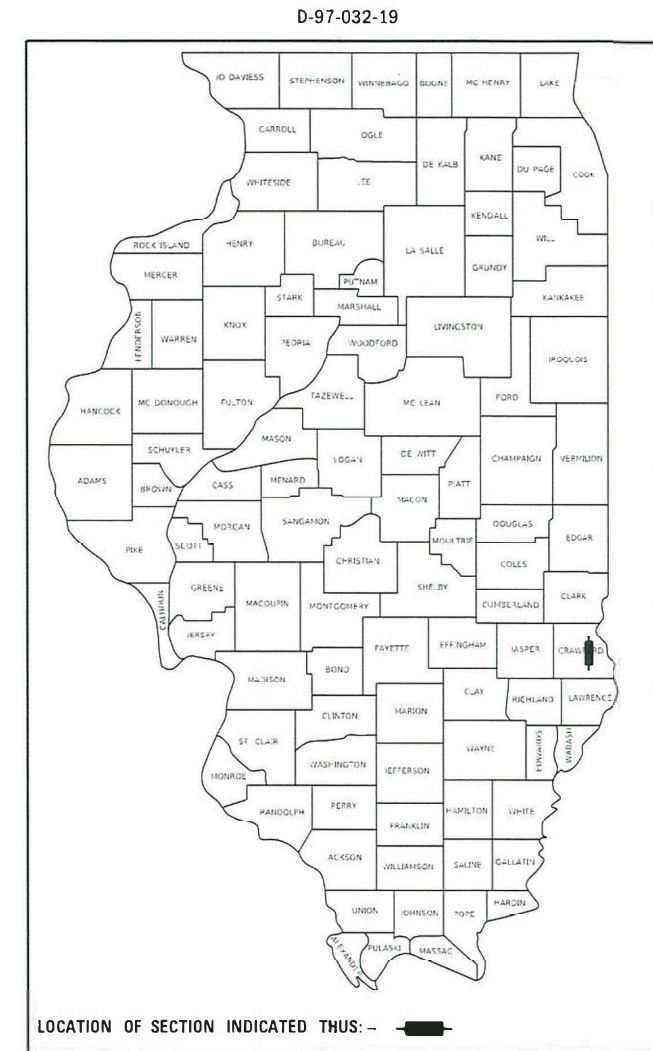 D-97-032-19
JO DAVIESS STEPHENSON WINNEBAGO BOONE MC HENRY LAKE
CARROLL OGLE
DE KALB KANE
DU PAGE COOK
WHITESIDE LEE
KENDALL
ROCK ISLAND HENRY BUREAU LA SALLE WILL
GRUNDY
MERCER PUTNAM
STARK MARSHALL KANKAKEE
HENDERSON WARREN KNOX PEORIA WOODFORD LIVINGSTON
IROQUOIS
HANCOCK MC DONOUGH FULTON TAZEWELL MC LEAN FORD
MASON
SCHUYLER LOGAN DE WITT CHAMPAIGN VERMILION
ADAMS BROWN CASS MENARD PIATT
MACON
MORGAN SANGAMON DOUGLAS
PIKE SCOTT CHRISTIAN MOULTRIE EDGAR
COLES
CALHOUN GREENE MACOUPIN MONTGOMERY SHELBY CLARK
CUMBERLAND
JERSEY
FAYETTE EFFINGHAM JASPER CRAWFORD
MADISON BOND
CLAY RICHLAND LAWRENCE
CLINTON MARION
ST CLAIR WAYNE EDWARDS WABASH
WASHINGTON JEFFERSON
MONROE
RANDOLPH PERRY HAMILTON WHITE
FRANKLIN
ACKSON WILLIAMSON SALINE GALLATIN
UNION JOHNSON POPE HARDIN
ALEXANDER PULASKI MASSAC
LOCATION OF SECTION INDICATED THUS:-